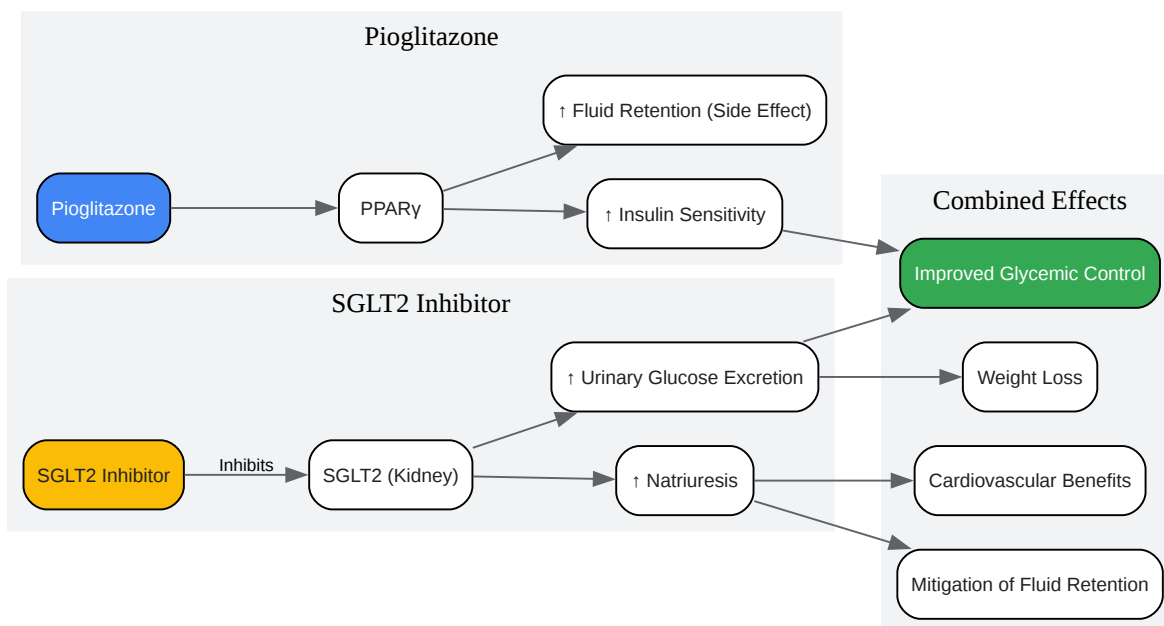 Pioglitazone
↑ Fluid Retention (Side Effect)
Pioglitazone
PPARγ
↑ Insulin Sensitivity
Combined Effects
Improved Glycemic Control
SGLT2 Inhibitor
↑ Urinary Glucose Excretion
Weight Loss
SGLT2 Inhibitor
Inhibits
SGLT2 (Kidney)
↑ Natriuresis
Cardiovascular Benefits
Mitigation of Fluid Retention